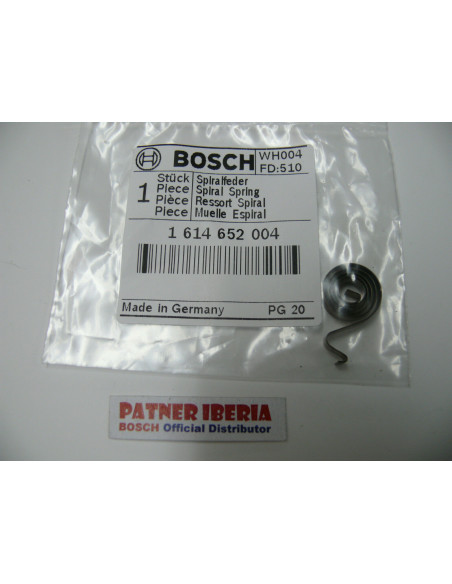 BOSCH
WH004
FD:510
1
Stück Spiralfeder
Piece Spiral Spring
Pièce Ressort Spiral
Piece Muelle Espiral
1 614 652 004
Made in Germany PG 20
PATNER IBERIA
BOSCH Official Distributor